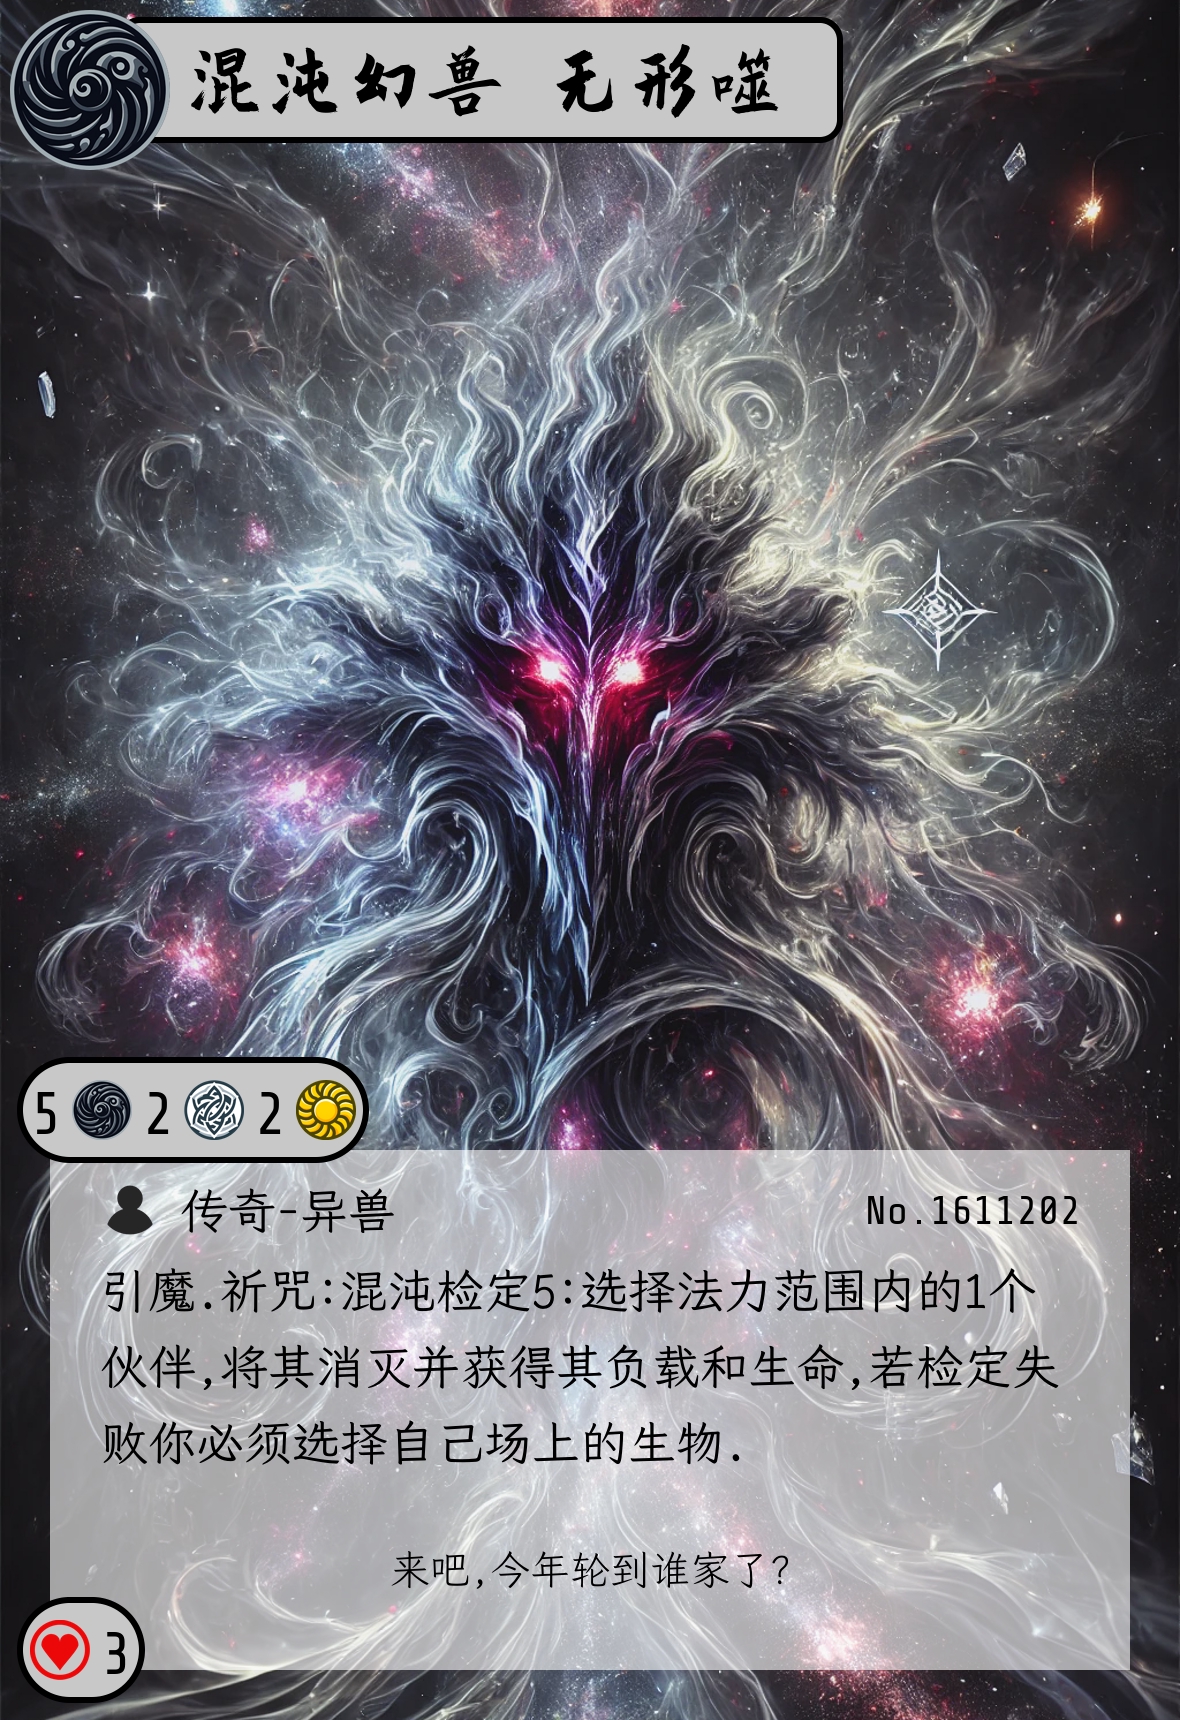 混沌幻兽 无形噬
5 2 2
传奇-异兽
No.1611202
引魔.祈咒:混沌检定5:选择法力范围内的1个
伙伴,将其消灭并获得其负载和生命,若检定失
败你必须选择自己场上的生物.
来吧,今年轮到谁家了?
3